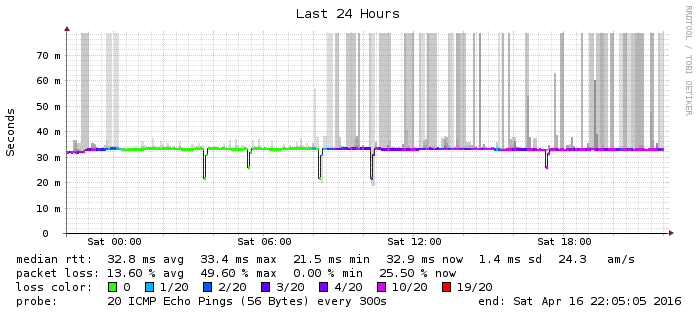 Last 24 Hours
RRDTOOL / TOBI OETIKER
Seconds
70 m
60 m
50 m
40 m
30 m
20 m
10 m
0
Sat 00:00 Sat 06:00 Sat 12:00 Sat 18:00
median rtt: 32.8 ms avg 33.4 ms max 21.5 ms min 32.9 ms now 1.4 ms sd 24.3 am/s
packet loss: 13.60 % avg 49.60 % max 0.00 % min 25.50 % now
loss color: 0 1/20 2/20 3/20 4/20 10/20 19/20
probe: 20 ICMP Echo Pings (56 Bytes) every 300s end: Sat Apr 16 22:05:05 2016